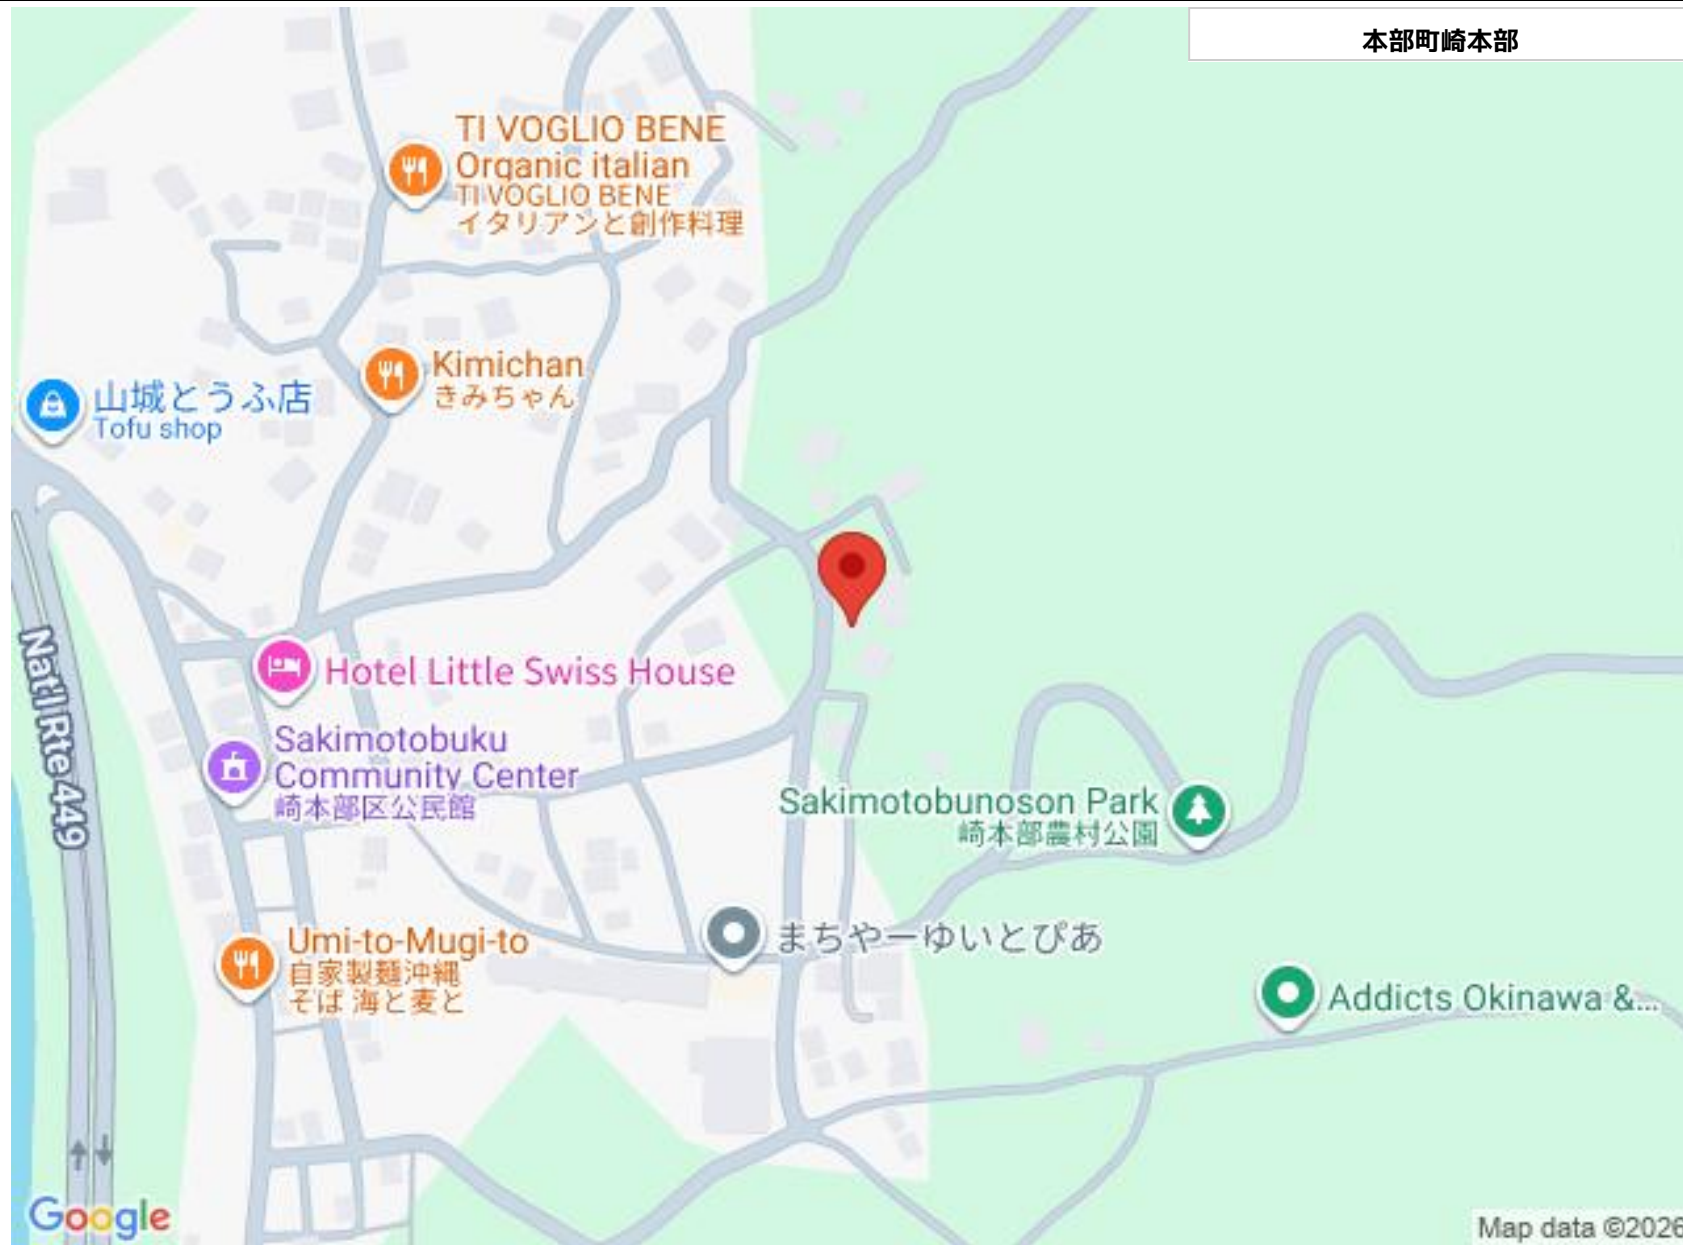 本部町崎本部
TI VOGLIO BENE
Organic italian
TI VOGLIO BENE
イタリアンと創作料理
Kimichan
きみちゃん
山城とうふ店
Tofu shop
Nat'l Rte 449
Hotel Little Swiss House
Sakimotobuku
Community Center
崎本部区公民館
Sakimotobunoson Park
崎本部農村公園
まちやーゆいとぴあ
Umi-to-Mugi-to
自家製麺沖縄
そば 海と麦と
Addicts Okinawa &...
Google
Map data ©2026